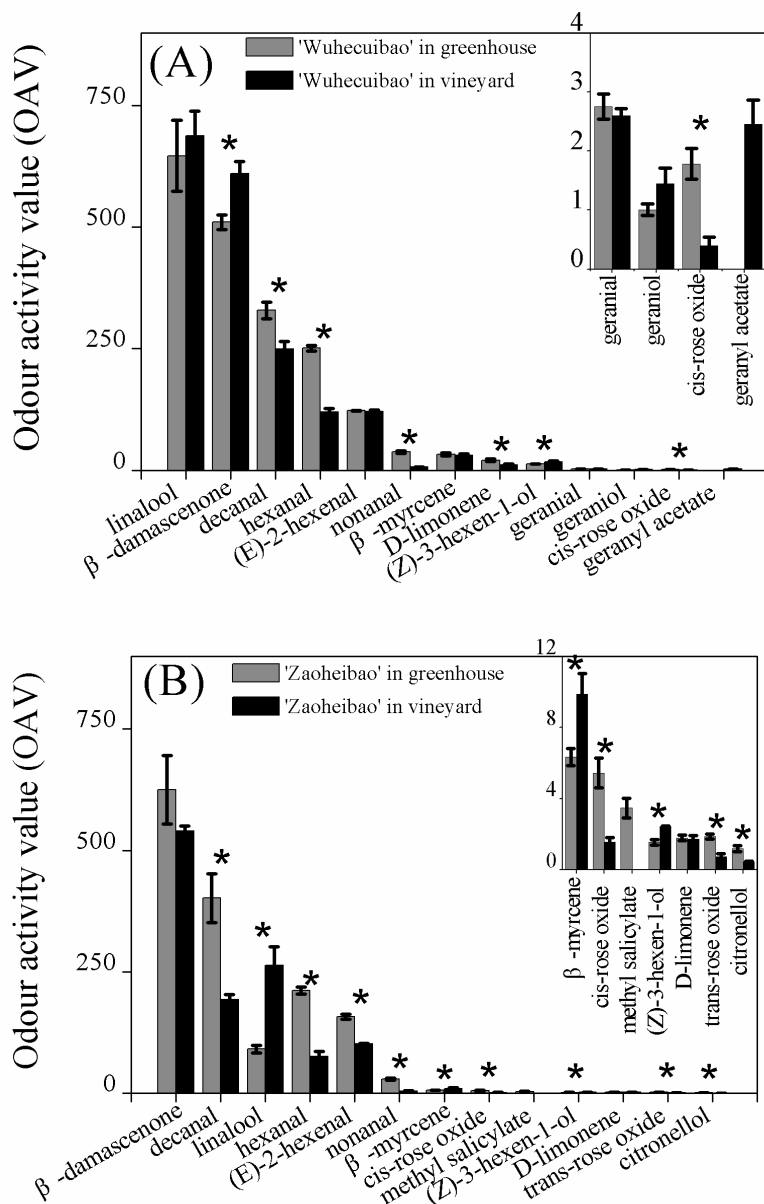 (A)
'Wuhecuibao' in greenhouse
'Wuhecuibao' in vineyard
Odour activity value (OAV)
750
500
250
0
*
*
*
*
*
*
*
linalool
β -damascenone
decanal
hexanal
(E)-2-hexenal
nonanal
β -myrcene
D-limonene
(Z)-3-hexen-1-ol
geranial
geraniol
cis-rose oxide
geranyl acetate
4
3
2
1
0
*
geranial
geraniol
cis-rose oxide
geranyl acetate
(B)
'Zaoheibao' in greenhouse
'Zaoheibao' in vineyard
Odour activity value (OAV)
750
500
250
0
*
*
*
*
*
*
*
*
*
*
β -damascenone
decanal
linalool
hexanal
(E)-2-hexenal
nonanal
β -myrcene
cis-rose oxide
methyl salicylate
(Z)-3-hexen-1-ol
D-limonene
trans-rose oxide
citronellol
12
8
4
0
*
*
*
*
*
β -myrcene
cis-rose oxide
methyl salicylate
(Z)-3-hexen-1-ol
D-limonene
trans-rose oxide
citronellol